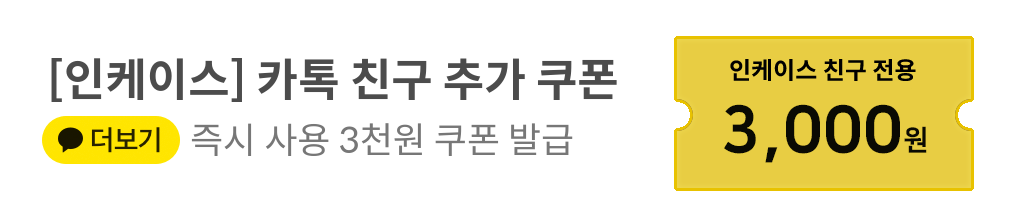 [인케이스] 카톡 친구 추가 쿠폰
더보기 즉시 사용 3천원 쿠폰 발급
인케이스 친구 전용
3,000원